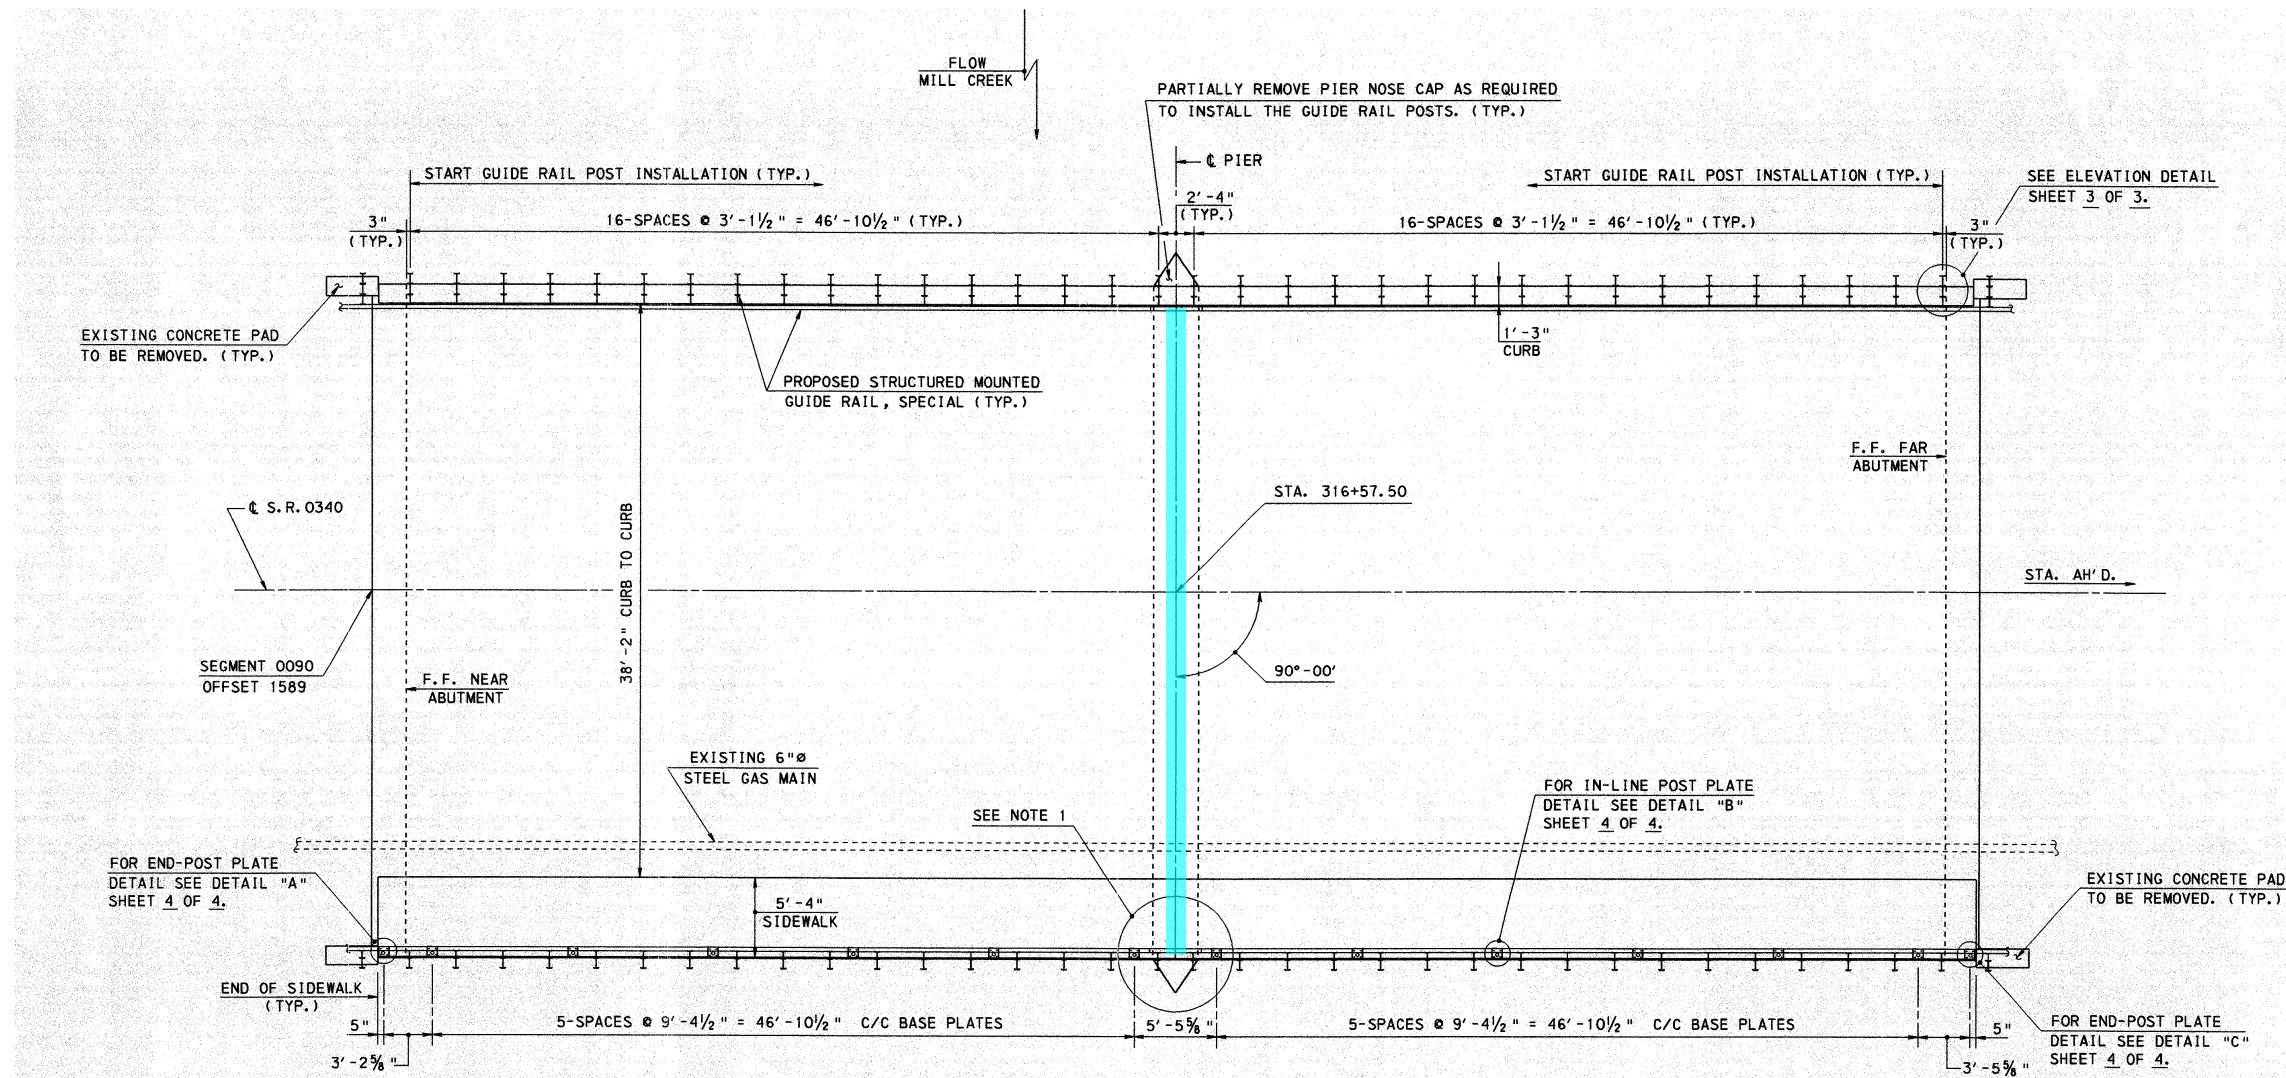 FLOW
MILL CREEK
PARTIALLY REMOVE PIER NOSE CAP AS REQUIRED
TO INSTALL THE GUIDE RAIL POSTS. (TYP.)
℄ PIER
START GUIDE RAIL POST INSTALLATION (TYP.)
START GUIDE RAIL POST INSTALLATION (TYP.)
SEE ELEVATION DETAIL
SHEET 3 OF 3.
3"
(TYP.)
16-SPACES @ 3'-1½" = 46'-10½" (TYP.)
2'-4"
(TYP.)
16-SPACES @ 3'-1½" = 46'-10½" (TYP.)
3"
(TYP.)
EXISTING CONCRETE PAD
TO BE REMOVED. (TYP.)
1'-3"
CURB
PROPOSED STRUCTURED MOUNTED
GUIDE RAIL, SPECIAL (TYP.)
F.F. FAR
ABUTMENT
STA. 316+57.50
℄ S.R.0340
38'-2" CURB TO CURB
STA. AH'D.
SEGMENT 0090
OFFSET 1589
F.F. NEAR
ABUTMENT
90°-00'
EXISTING 6"ø
STEEL GAS MAIN
SEE NOTE 1
FOR IN-LINE POST PLATE
DETAIL SEE DETAIL "B"
SHEET 4 OF 4.
FOR END-POST PLATE
DETAIL SEE DETAIL "A"
SHEET 4 OF 4.
5'-4"
SIDEWALK
EXISTING CONCRETE PAD
TO BE REMOVED. (TYP.)
END OF SIDEWALK
(TYP.)
5"
3'-2⅝"
5-SPACES @ 9'-4½" = 46'-10½" C/C BASE PLATES
5'-5⅝"
5-SPACES @ 9'-4½" = 46'-10½" C/C BASE PLATES
5"
3'-5⅝"
FOR END-POST PLATE
DETAIL SEE DETAIL "C"
SHEET 4 OF 4.